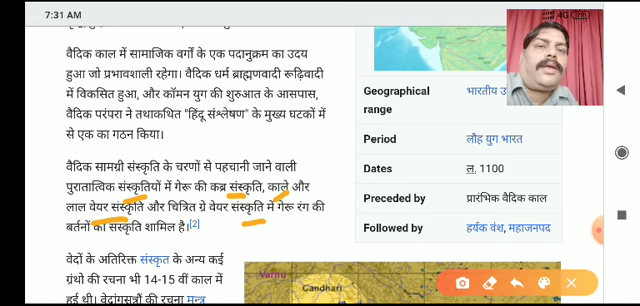 7:31 AM
4G
वैदिक काल में सामाजिक वर्गों के एक पदानुक्रम का उदय
हुआ जो प्रभावशाली रहेगा। वैदिक धर्म ब्राह्मणवादी रूढ़िवादी
में विकसित हुआ, और कॉमन युग की शुरुआत के आसपास,
वैदिक परंपरा ने तथाकथित "हिंदू संश्लेषण" के मुख्य घटकों में
से एक का गठन किया।
वैदिक सामग्री संस्कृति के चरणों से पहचानी जाने वाली
पुरातात्विक संस्कृतियों में गेरू की कब्र संस्कृति, काले और
लाल वेयर संस्कृति और चित्रित ग्रे वेयर संस्कृति में गेरू रंग की
बर्तनों की संस्कृति शामिल है।[2]
वेदों के अतिरिक्त संस्कृत के अन्य कई
ग्रंथो की रचना भी 14-15 वीं काल में
हुई थी। वेदांगसूत्रों की रचना मन्त्र
Geographical
range
भारतीय
Period
लौह युग भारत
Dates
ल. 1100
Preceded by
प्रारंभिक वैदिक काल
Followed by
हर्यक वंश, महाजनपद
Varnu
Gandhari